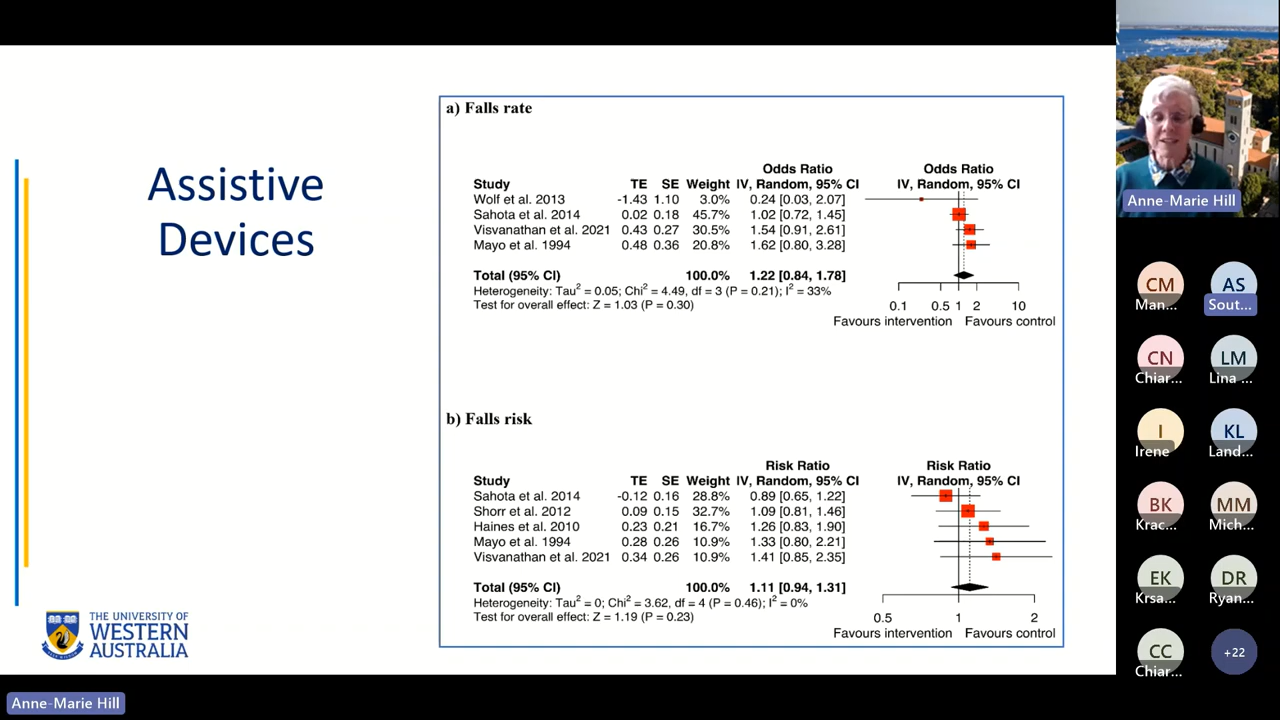 Assistive
Devices
a) Falls rate
Odds Ratio Odds Ratio
Study TE SE Weight IV, Random, 95% CI IV, Random, 95% CI
Wolf et al. 2013 -1.43 1.10 3.0% 0.24 [0.03, 2.07]
Sahota et al. 2014 0.02 0.18 45.7% 1.02 [0.72, 1.45]
Visvanathan et al. 2021 0.43 0.27 30.5% 1.54 [0.91, 2.61]
Mayo et al. 1994 0.48 0.36 20.8% 1.62 [0.80, 3.28]
Total (95% CI) 100.0% 1.22 [0.84, 1.78]
Heterogeneity: Tau² = 0.05; Chi² = 4.49, df = 3 (P = 0.21); I² = 33%
Test for overall effect: Z = 1.03 (P = 0.30)
0.1 0.5 1 2 10
Favours intervention Favours control
b) Falls risk
Risk Ratio Risk Ratio
Study TE SE Weight IV, Random, 95% CI IV, Random, 95% CI
Sahota et al. 2014 -0.12 0.16 28.8% 0.89 [0.65, 1.22]
Shorr et al. 2012 0.09 0.15 32.7% 1.09 [0.81, 1.46]
Haines et al. 2010 0.23 0.21 16.7% 1.26 [0.83, 1.90]
Mayo et al. 1994 0.28 0.26 10.9% 1.33 [0.80, 2.21]
Visvanathan et al. 2021 0.34 0.26 10.9% 1.41 [0.85, 2.35]
Total (95% CI) 100.0% 1.11 [0.94, 1.31]
Heterogeneity: Tau² = 0; Chi² = 3.62, df = 4 (P = 0.46); I² = 0%
Test for overall effect: Z = 1.19 (P = 0.23)
0.5 1 2
Favours intervention Favours control
THE UNIVERSITY OF
WESTERN
AUSTRALIA
Anne-Marie Hill
Anne-Marie Hill
CM AS
Man... Sout...
CN LM
Chiar... Lina ...
I KL
Irene Land...
BK MM
Krac... Mich...
EK DR
Krsa... Ryan...
CC +22
Chiar...